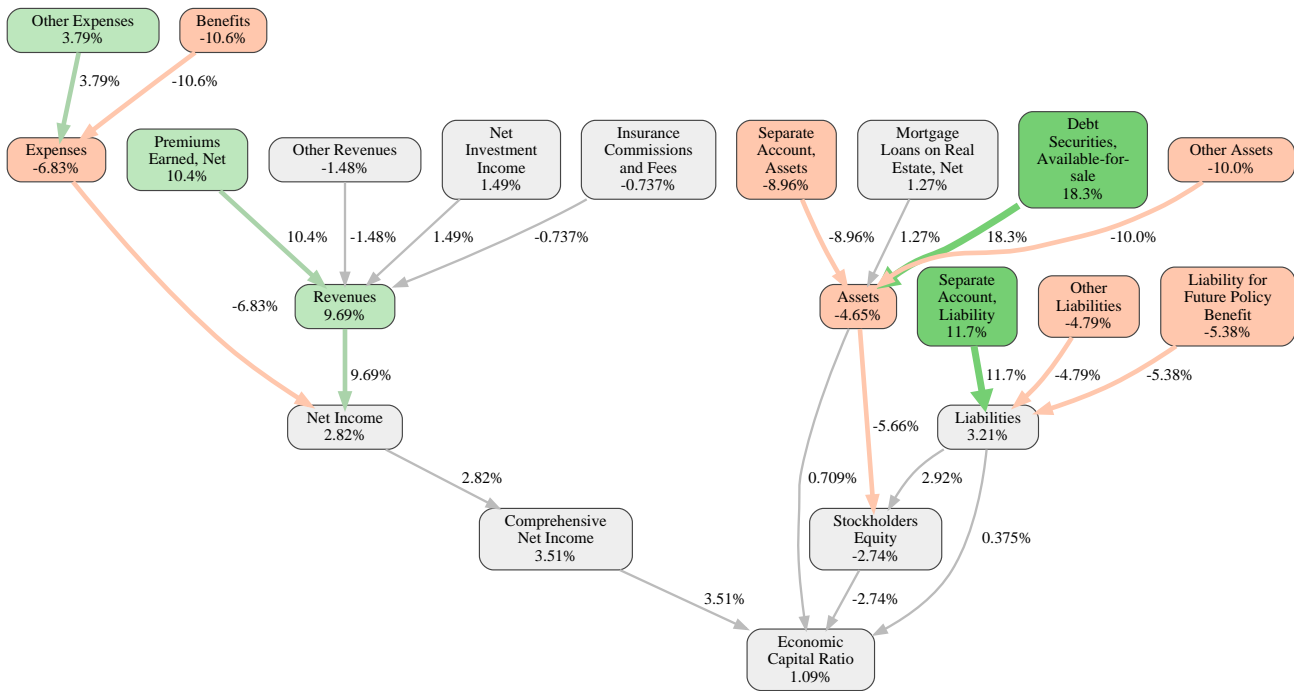 Other Expenses
3.79%
Benefits
-10.6%
3.79%
-10.6%
Expenses
-6.83%
Premiums
Earned, Net
10.4%
Other Revenues
-1.48%
Net
Investment
Income
1.49%
Insurance
Commissions
and Fees
-0.737%
Separate
Account,
Assets
-8.96%
Mortgage
Loans on Real
Estate, Net
1.27%
Debt
Securities,
Available-for-
sale
18.3%
Other Assets
-10.0%
10.4%
-1.48%
1.49%
-0.737%
-8.96%
1.27%
18.3%
-10.0%
-6.83%
Revenues
9.69%
Assets
-4.65%
Separate
Account,
Liability
11.7%
Other
Liabilities
-4.79%
Liability for
Future Policy
Benefit
-5.38%
9.69%
11.7%
-4.79%
-5.38%
Net Income
2.82%
-5.66%
Liabilities
3.21%
2.82%
0.709%
2.92%
Comprehensive
Net Income
3.51%
Stockholders
Equity
-2.74%
0.375%
3.51%
-2.74%
Economic
Capital Ratio
1.09%